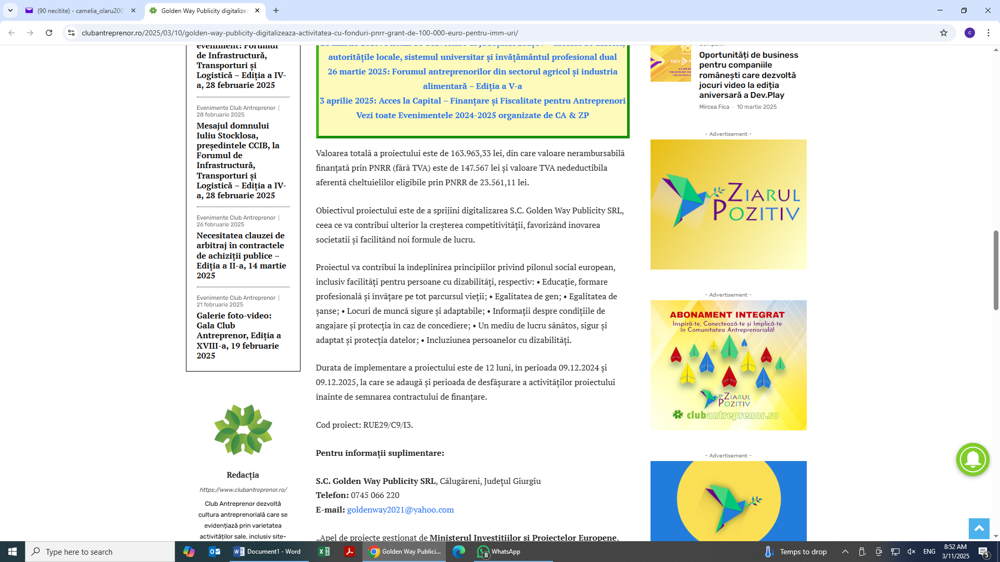 (90 necitite) - camelia_olaru200
Golden Way Publicity digitalizea
clubantreprenor.ro/2025/03/10/golden-way-publicity-digitalizeaza-activitatea-cu-fonduri-pnrr-grant-de-100-000-euro-pentru-imm-uri/
c
eveniment: Forumul
de Infrastructură,
Transporturi și
Logistică – Ediția a IV-
a, 28 februarie 2025
Evenimente Club Antreprenor |
28 februarie 2025
Mesajul domnului
Iuliu Stocklosa,
președintele CCIB, la
Forumul de
Infrastructură,
Transporturi și
Logistică – Ediția a IV-
a, 28 februarie 2025
Evenimente Club Antreprenor |
26 februarie 2025
Necesitatea clauzei de
arbitraj în contractele
de achiziții publice –
Ediția a II-a, 14 martie
2025
Evenimente Club Antreprenor |
21 februarie 2025
Galerie foto-video:
Gala Club
Antreprenor, Ediția a
XVIII-a, 19 februarie
2025
Redacția
https://www.clubantreprenor.ro/
Club Antreprenor dezvoltă
cultura antreprenorială care se
evidențiază prin varietatea
activităților sale, inclusiv site-
autoritățile locale, sistemul universitar și învățământul profesional dual
26 martie 2025: Forumul antreprenorilor din sectorul agricol și industria
alimentară – Ediția a V-a
3 aprilie 2025: Acces la Capital – Finanțare și Fiscalitate pentru Antreprenori
Vezi toate Evenimentele 2024-2025 organizate de CA & ZP
Valoarea totală a proiectului este de 163.963,33 lei, din care valoare nerambursabilă
finanțată prin PNRR (fără TVA) este de 147.567 lei și valoare TVA nedeductibila
aferentă cheltuielilor eligibile prin PNRR de 23.561,11 lei.
Obiectivul proiectului este de a sprijini digitalizarea S.C. Golden Way Publicity SRL,
ceea ce va contribui ulterior la creșterea competitivității, favorizând inovarea
societatii și facilitând noi formule de lucru.
Proiectul va contribui la îndeplinirea principiilor privind pilonul social european,
inclusiv facilități pentru persoane cu dizabilități, respectiv: • Educație, formare
profesională și învățare pe tot parcursul vieții; • Egalitatea de gen; • Egalitatea de
șanse; • Locuri de muncă sigure și adaptabile; • Informații despre condițiile de
angajare și protecția în caz de concediere; • Un mediu de lucru sănătos, sigur și
adaptat și protecția datelor; • Incluziunea persoanelor cu dizabilități.
Durata de implementare a proiectului este de 12 luni, în perioada 09.12.2024 și
09.12.2025, la care se adaugă și perioada de desfășurare a activităților proiectului
înainte de semnarea contractului de finanțare.
Cod proiect: RUE29/C9/I3.
Pentru informații suplimentare:
S.C. Golden Way Publicity SRL, Călugăreni, Județul Giurgiu
Telefon: 0745 066 220
E-mail: goldenway2021@yahoo.com
„Apel de proiecte gestionat de Ministerul Investițiilor și Proiectelor Europene,
10
YEARS
DEV PLAY
Oportunități de business
pentru companiile
românești care dezvoltă
jocuri video la ediția
aniversară a Dev.Play
Mircea Fica - 10 martie 2025
- Advertisement -
ZIARUL
POZITIV
- Advertisement -
ABONAMENT INTEGRAT
Inspiră-te, Conectează-te și Implică-te
în Comunitatea Antreprenorială!
ZIARUL
POZITIV
clubantreprenor.ro
- Advertisement -
Type here to search
Document1 - Word
Golden Way Publici...
8
WhatsApp
Temps to drop
ENG
8:52 AM
3/11/2025
5